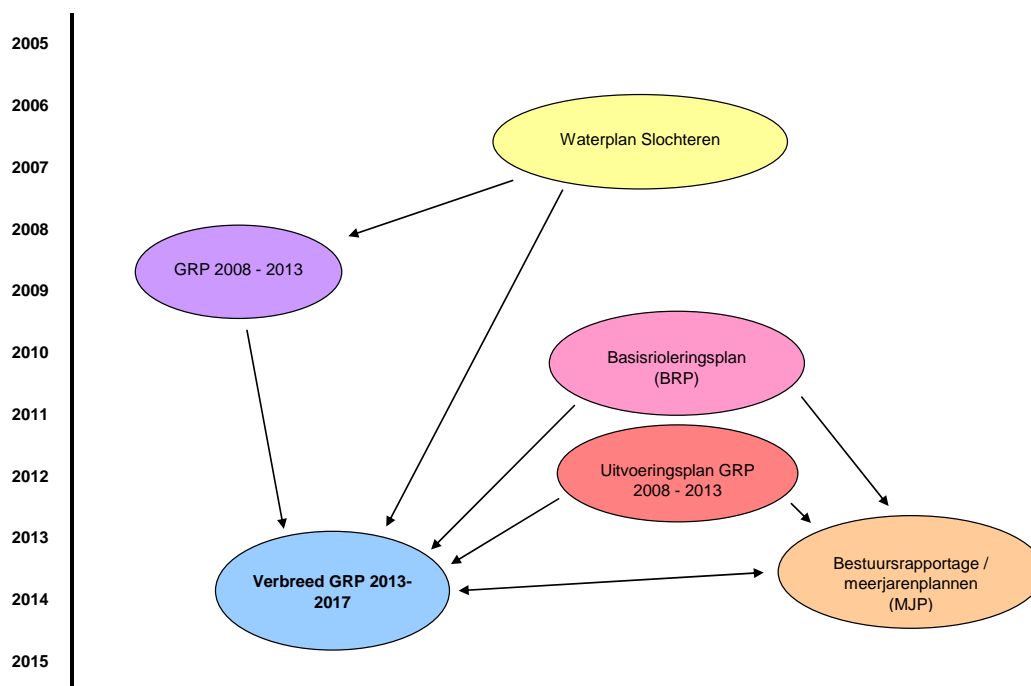 2005
2006
Waterplan Slochteren
2007
2008
GRP 2008 - 2013
2009
2010
Basisrioleringsplan
(BRP)
2011
2012
Uitvoeringsplan GRP
2008 - 2013
2013
Verbreed GRP 2013-
2017
Bestuursrapportage /
meerjarenplannen
(MJP)
2014
2015